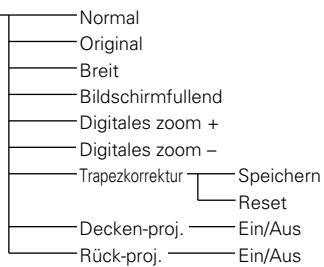 Normal
Original
Breit
Bildschirmfullend
Digitales zoom +
Digitales zoom –
Trapezkorrektur Speichern
Reset
Decken-proj. Ein/Aus
Rück-proj. Ein/Aus